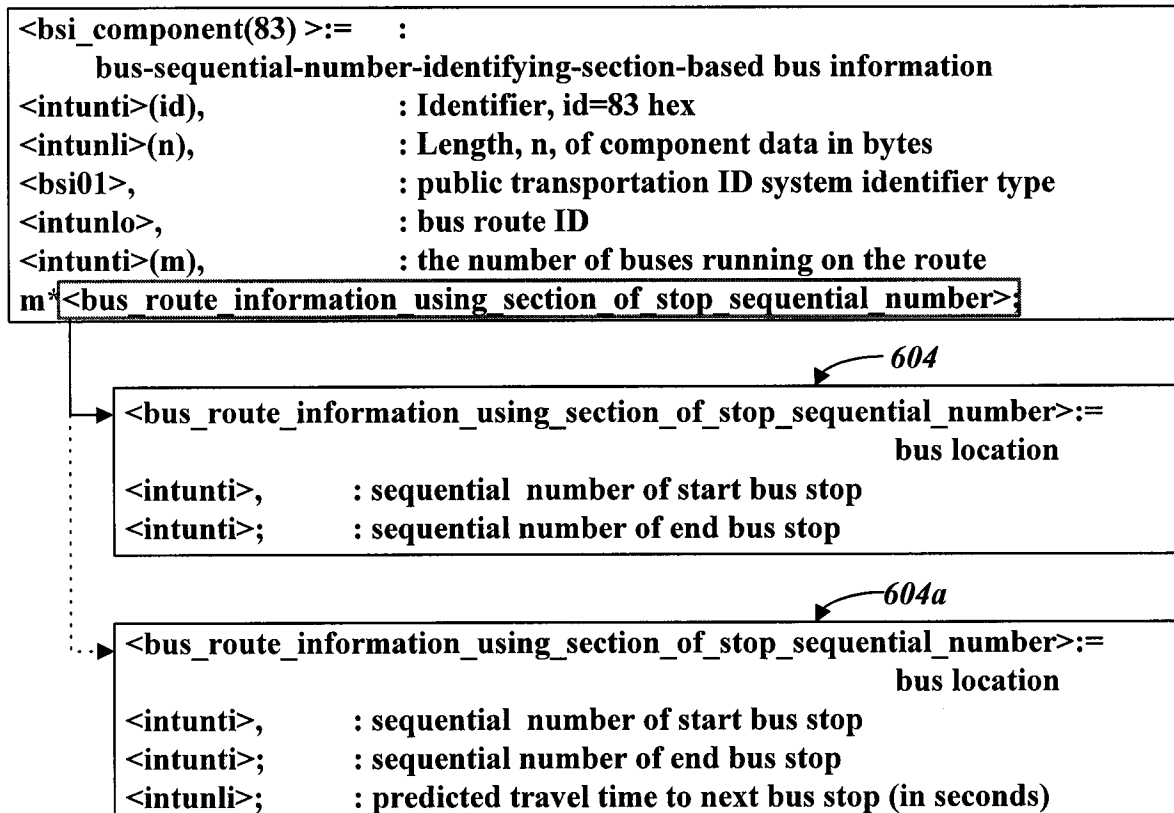 <bsi_component(83) >:= :
bus-sequential-number-identifying-section-based bus information
<intunti>(id), : Identifier, id=83 hex
<intunli>(n), : Length, n, of component data in bytes
<bsi01>, : public transportation ID system identifier type
<intunlo>, : bus route ID
<intunti>(m), : the number of buses running on the route
m*<bus_route_information_using_section_of_stop_sequential_number>;
604
<bus_route_information_using_section_of_stop_sequential_number>:=
bus location
<intunti>, : sequential number of start bus stop
<intunti>; : sequential number of end bus stop
604a
<bus_route_information_using_section_of_stop_sequential_number>:=
bus location
<intunti>, : sequential number of start bus stop
<intunti>; : sequential number of end bus stop
<intunli>; : predicted travel time to next bus stop (in seconds)